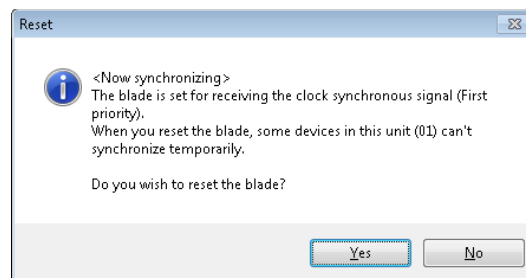 Reset
<Now synchronizing>
The blade is set for receiving the clock synchronous signal (First
priority).
When you reset the blade, some devices in this unit (01) can't
synchronize temporarily.
Do you wish to reset the blade?
Yes
No